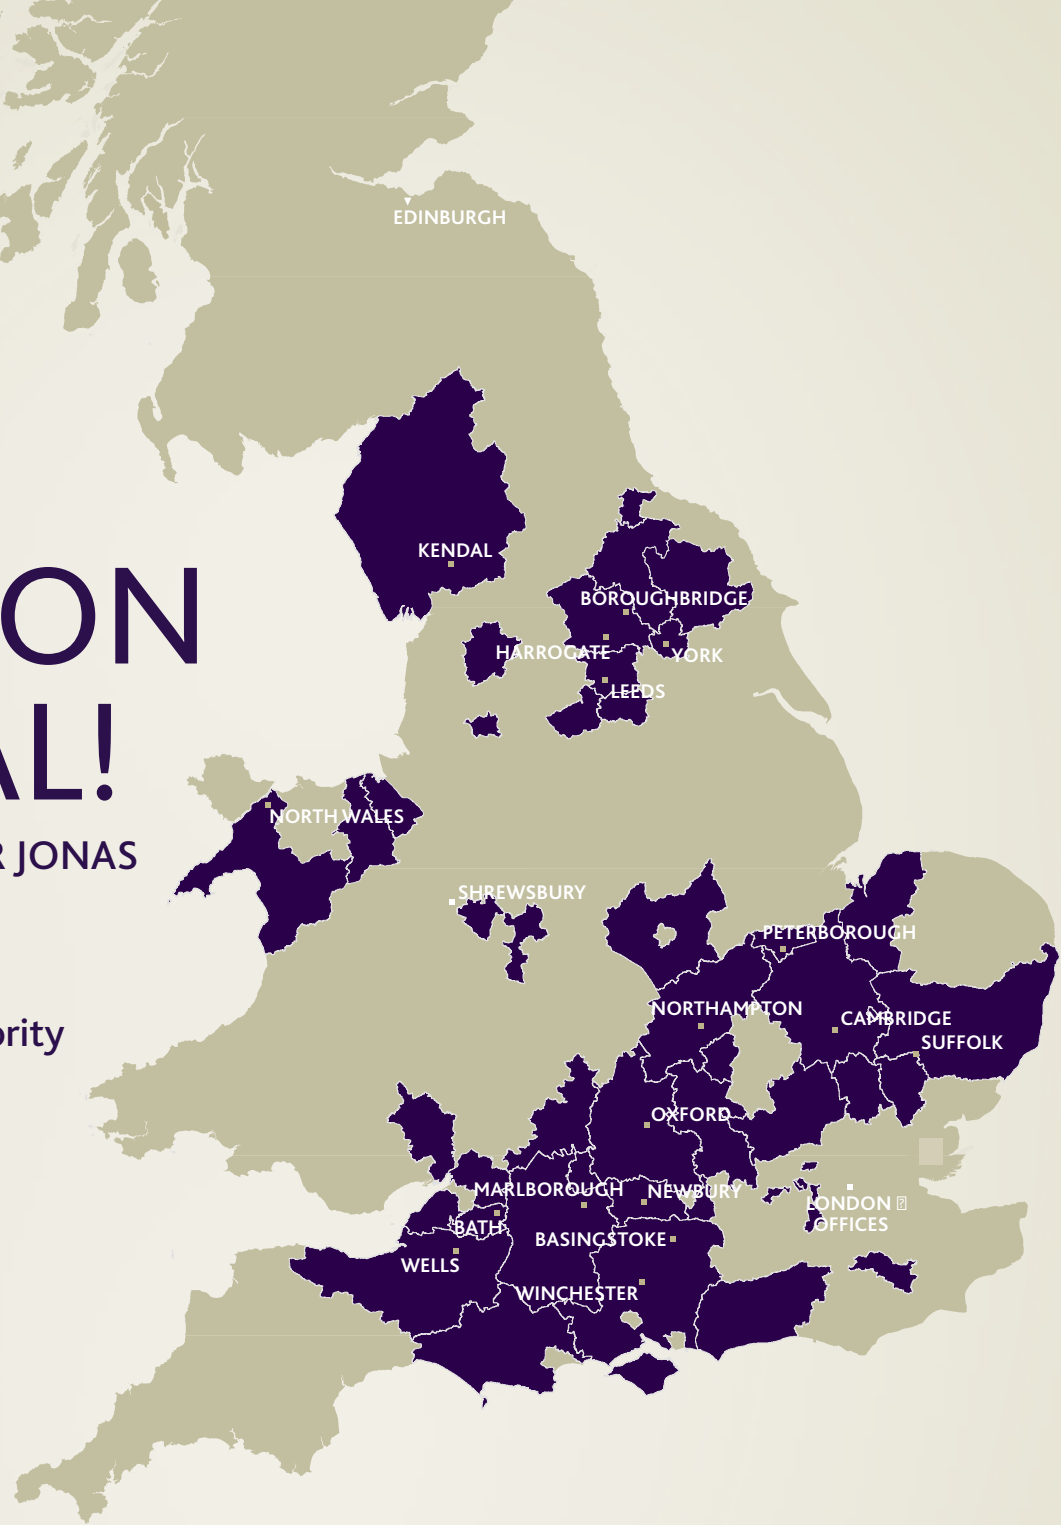 EDINBURGH
KENDAL
ON
BOROUGHBRIDGE
HARROGATE
YORK
LEEDS
AL!
NORTH WALES
R JONAS
SHREWSBURY
PETERBOROUGH
NORTHAMPTON
CAMBRIDGE
ority
SUFFOLK
OXFORD
MARLBOROUGH
NEWBURY
LONDON
OFFICES
BATH
BASINGSTOKE
WELLS
WINCHESTER